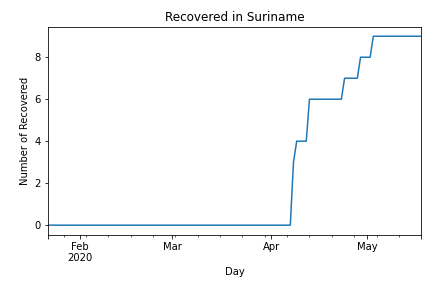 Recovered in Suriname
Number of Recovered
8
6
4
2
0
Feb
2020
Mar
Apr
May
Day